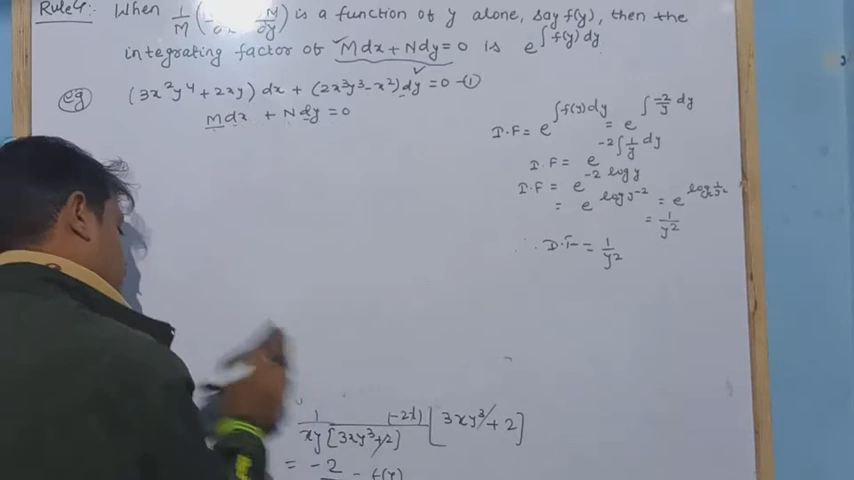 Rule4:- When 1/M ( ∂N/∂x - ∂M/∂y ) is a function of y alone, say f(y), then the
integrating factor of Mdx + Ndy = 0 is e^∫f(y)dy
eg (3x²y⁴ + 2xy) dx + (2x³y³ - x²) dy = 0 -①
Mdx + Ndy = 0
I.F = e^∫f(y)dy = e^∫-2/y dy
I.F = e^-2∫1/y dy
I.F = e^-2 log y
= e^log y^-2 = e^log 1/y²
= 1/y²
∴ I.F = 1/y²
1/xy[3xy³+2] (-2x) [3xy³ + 2]
= -2 - f(y)